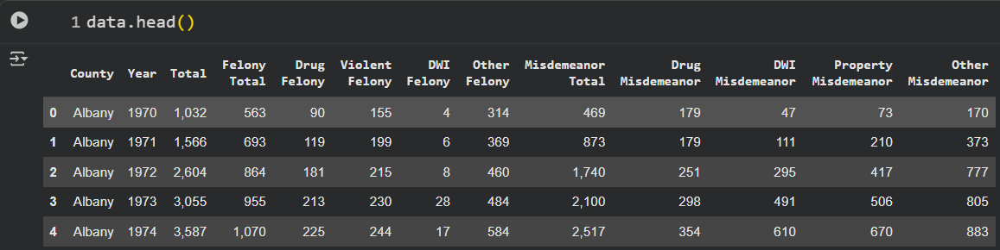 1 data.head()
County Year Total Felony Total Drug Felony Violent Felony DWI Felony Other Felony Misdemeanor Total Drug Misdemeanor DWI Misdemeanor Property Misdemeanor Other Misdemeanor
0 Albany 1970 1,032 563 90 155 4 314 469 179 47 73 170
1 Albany 1971 1,566 693 119 199 6 369 873 179 111 210 373
2 Albany 1972 2,604 864 181 215 8 460 1,740 251 295 417 777
3 Albany 1973 3,055 955 213 230 28 484 2,100 298 491 506 805
4 Albany 1974 3,587 1,070 225 244 17 584 2,517 354 610 670 883